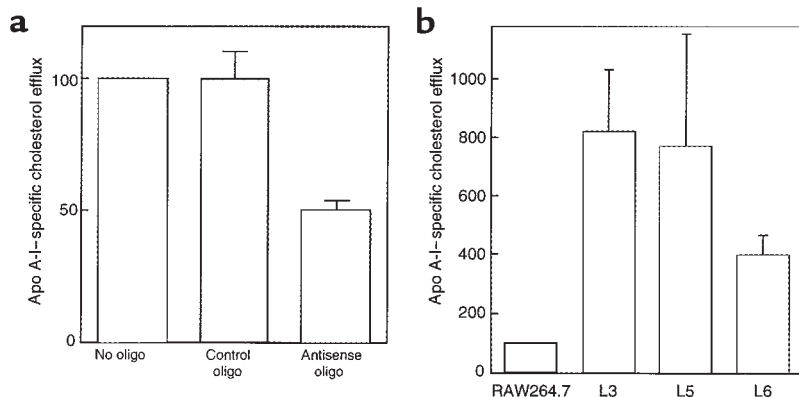 a
Apo A-I–specific cholesterol efflux
100
50
0
No oligo
Control
oligo
Antisense
oligo
b
Apo A-I–specific cholesterol efflux
1000
800
600
400
200
0
RAW264.7
L3
L5
L6